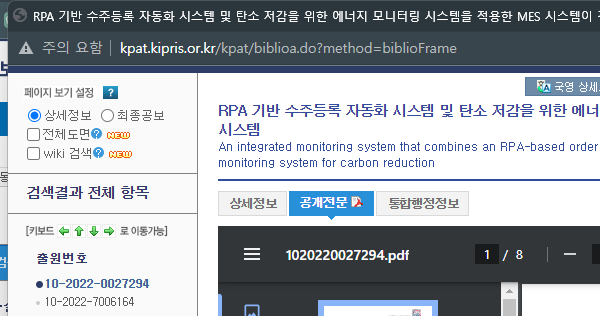 RPA 기반 수주등록 자동화 시스템 및 탄소 저감을 위한 에너지 모니터링 시스템을 적용한 MES 시스템이
주의 요함 | kpat.kipris.or.kr/kpat/biblioa.do?method=biblioFrame
페이지 보기 설정 ?
상세정보 최종공보
전체도면 ? NEW
wiki 검색 ? NEW
검색결과 전체 항목
[키보드 로 이동가능]
출원번호
10-2022-0027294
10-2022-7006164
국영 상세
RPA 기반 수주등록 자동화 시스템 및 탄소 저감을 위한 에너
시스템
An integrated monitoring system that combines an RPA-based order
monitoring system for carbon reduction
상세정보 공개전문 통합행정정보
1020220027294.pdf 1 / 8